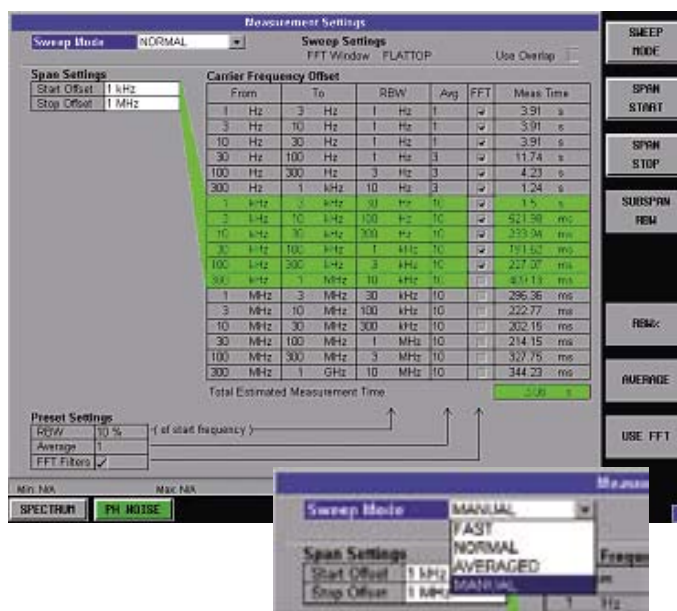 Measurement Settings
Sweep Mode NORMAL
Sweep Settings
FFT Window FLATTOP Use Overlap
Span Settings
Start Offset 1 kHz
Stop Offset 1 MHz
Carrier Frequency Offset
From To RBW Avg FFT Meas Time
1 Hz 3 Hz 1 Hz 1 3.91 s
3 Hz 10 Hz 1 Hz 1 3.91 s
10 Hz 30 Hz 1 Hz 1 3.91 s
30 Hz 100 Hz 1 Hz 3 11.74 s
100 Hz 300 Hz 3 Hz 3 4.23 s
300 Hz 1 kHz 10 Hz 3 1.24 s
1 kHz 3 kHz 30 Hz 10 1.5 s
3 kHz 10 kHz 100 Hz 10 ms
10 kHz 30 kHz 300 Hz 10 ms
30 kHz 100 kHz 1 kHz 10 ms
100 kHz 300 kHz 3 kHz 10 ms
300 kHz 1 MHz 10 kHz 10 ms
1 MHz 3 MHz 30 kHz 10 296.36 ms
3 MHz 10 MHz 100 kHz 10 222.77 ms
10 MHz 30 MHz 300 kHz 10 202.15 ms
30 MHz 100 MHz 1 MHz 10 214.15 ms
100 MHz 300 MHz 3 MHz 10 327.75 ms
300 MHz 1 GHz 10 MHz 10 344.23 ms
Total Estimated Measurement Time s
Preset Settings
RBW 10 % ( of start frequency )
Average 1
FFT Filters
Min: N/A Max: N/A
SPECTRUM PH NOISE
SWEEP MODE
SPAN START
SPAN STOP
SUBSPAN RBW
RBW<
AVERAGE
USE FFT
Sweep Mode MANUAL
FAST
NORMAL
AVERAGED
MANUAL
Span Settings
Start Offset 1 kHz
Stop Offset 1 MHz
1 Hz